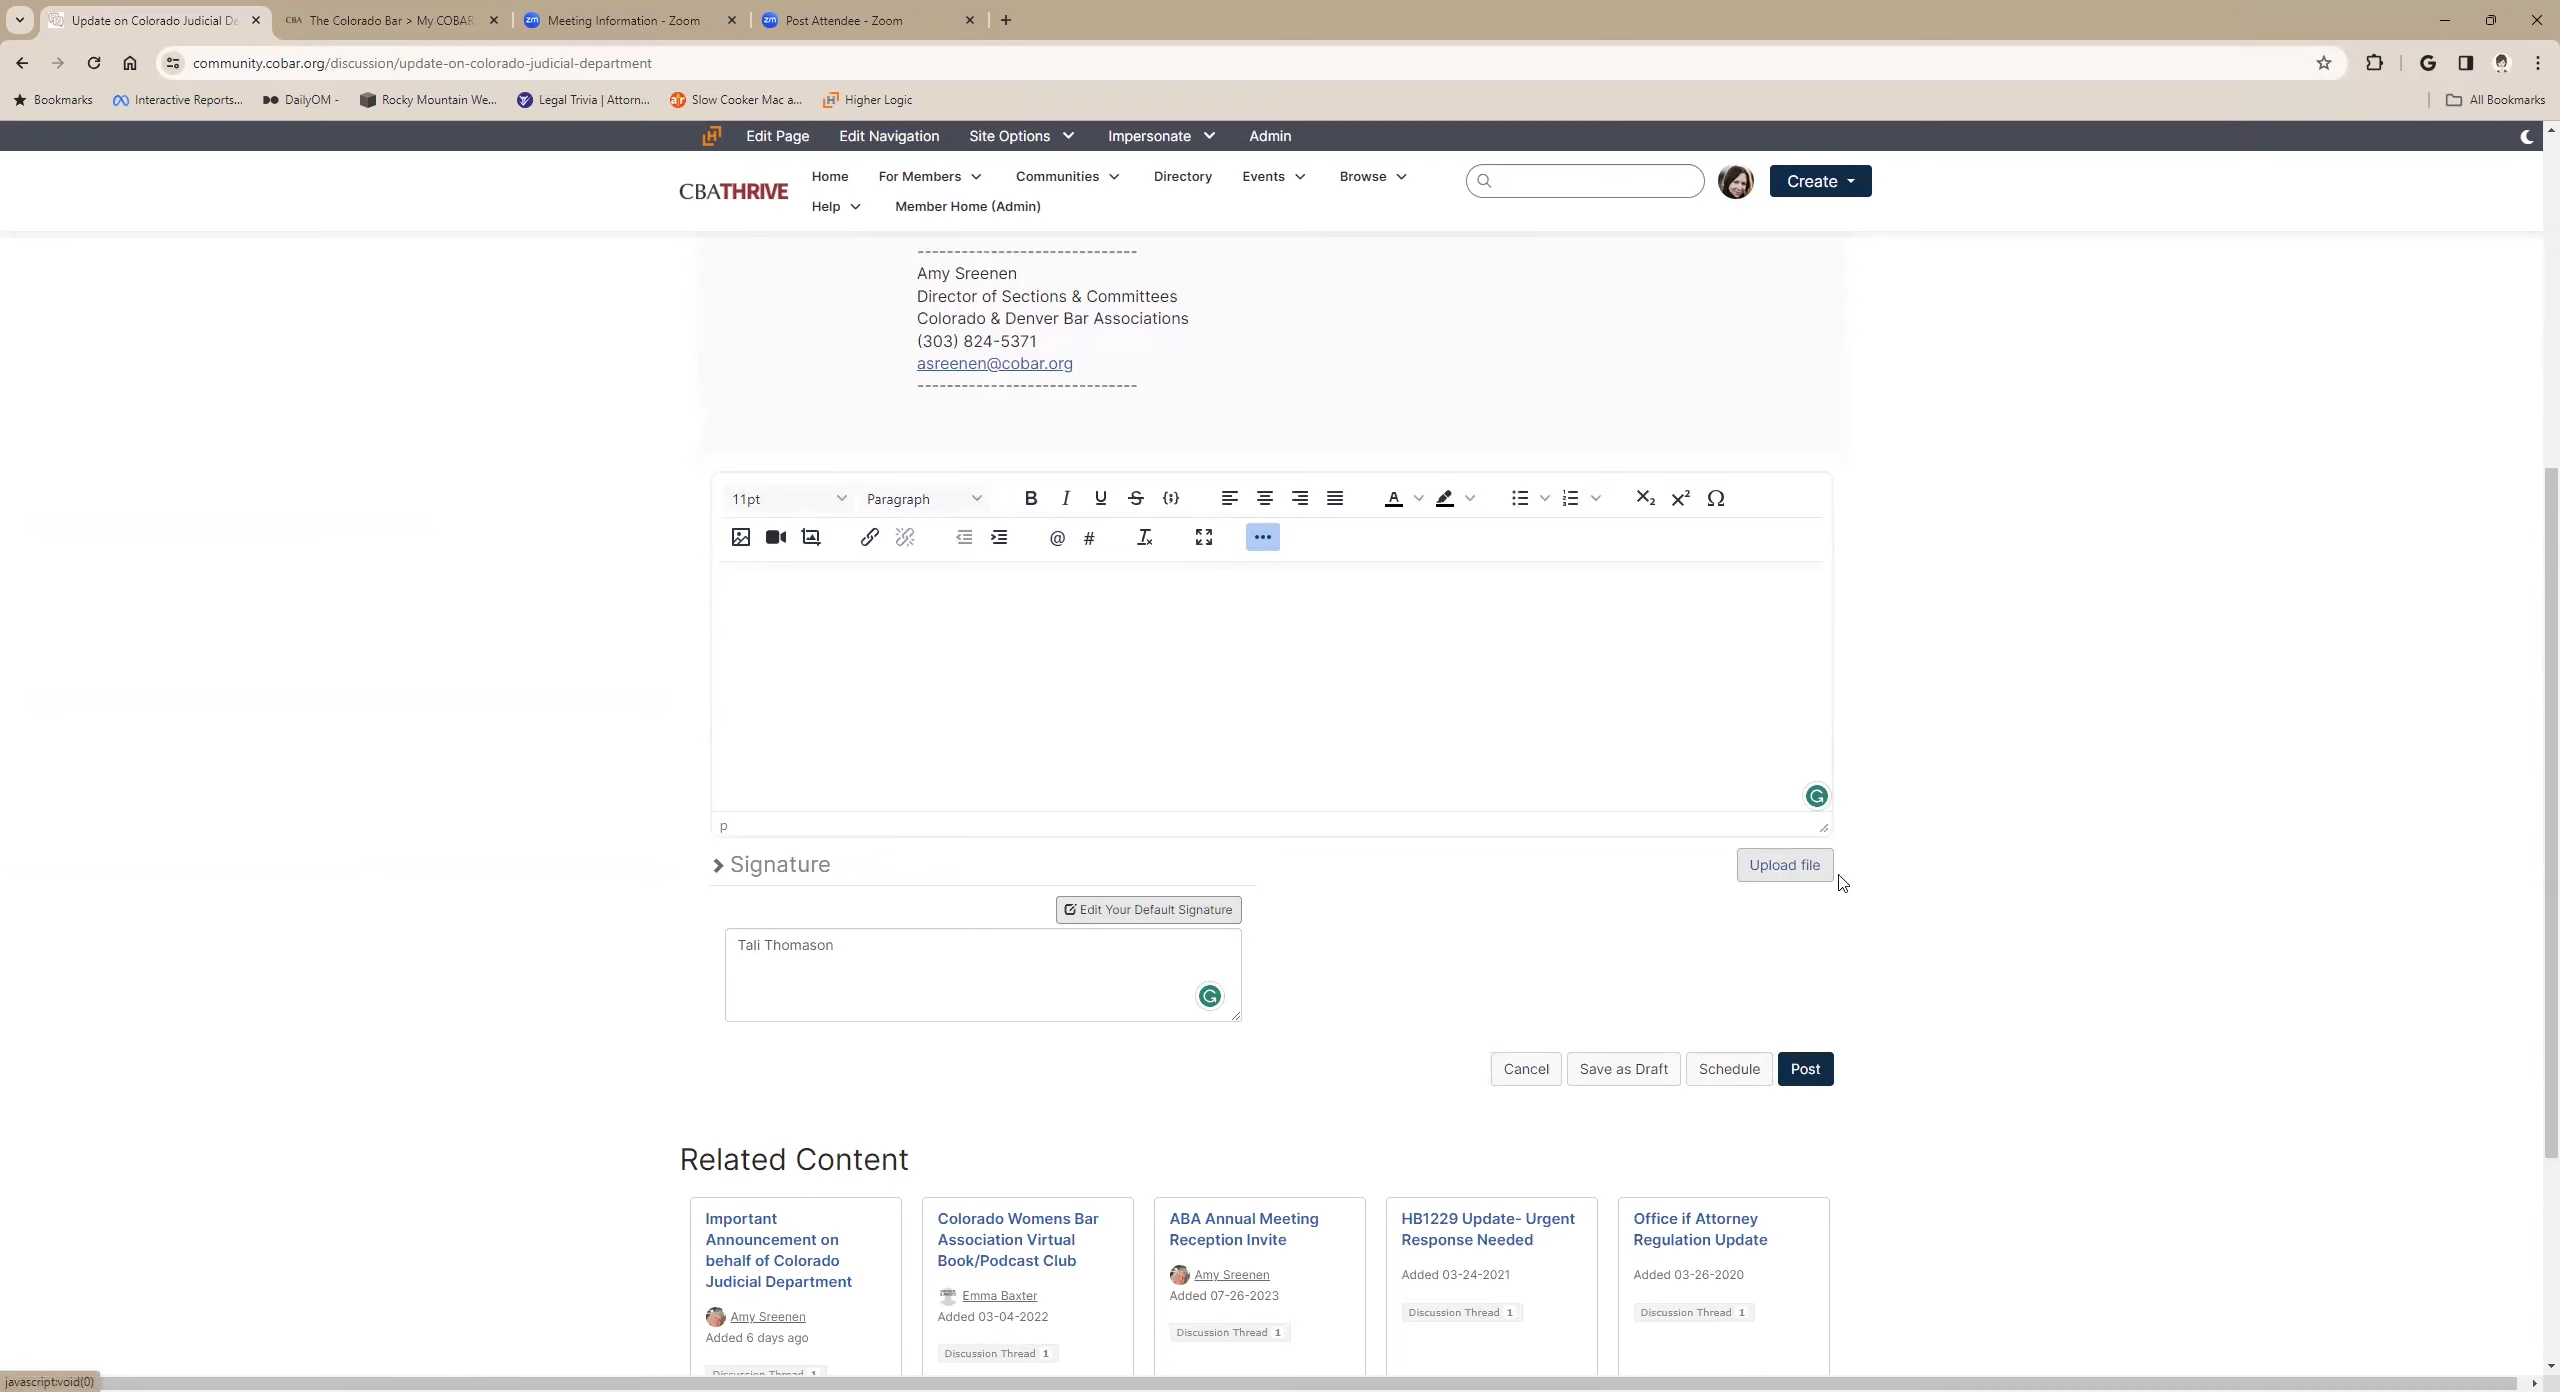 Update on Colorado Judicial De
CBA The Colorado Bar > My COBAR
zm Meeting Information - Zoom
zm Post Attendee - Zoom
community.cobar.org/discussion/update-on-colorado-judicial-department
Bookmarks
Interactive Reports...
DailyOM -
Rocky Mountain We...
Legal Trivia | Attorn...
Slow Cooker Mac a...
Higher Logic
All Bookmarks
Edit Page
Edit Navigation
Site Options
Impersonate
Admin
CBATHRIVE
Home
For Members
Communities
Directory
Events
Browse
Create
Help
Member Home (Admin)
------------------------------
Amy Sreenen
Director of Sections & Committees
Colorado & Denver Bar Associations
(303) 824-5371
asreenen@cobar.org
------------------------------
11pt
Paragraph
p
Signature
Upload file
Edit Your Default Signature
Tali Thomason
Cancel
Save as Draft
Schedule
Post
Related Content
Important
Announcement on
behalf of Colorado
Judicial Department
Amy Sreenen
Added 6 days ago
Discussion Thread 1
Colorado Womens Bar
Association Virtual
Book/Podcast Club
Emma Baxter
Added 03-04-2022
Discussion Thread 1
ABA Annual Meeting
Reception Invite
Amy Sreenen
Added 07-26-2023
Discussion Thread 1
HB1229 Update- Urgent
Response Needed
Added 03-24-2021
Discussion Thread 1
Office if Attorney
Regulation Update
Added 03-26-2020
Discussion Thread 1
javascript:void(0)